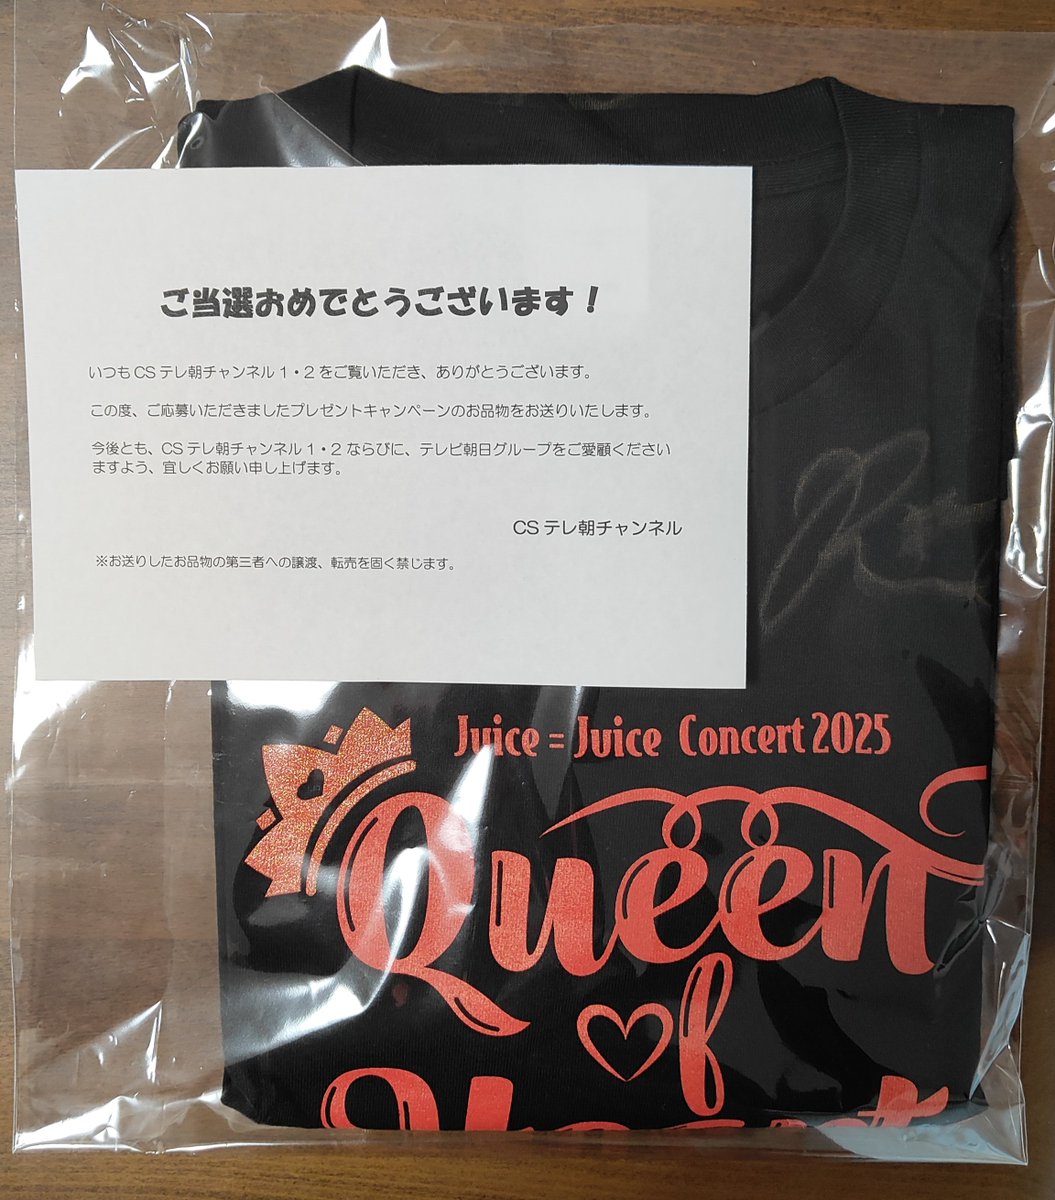 ご当選おめでとうございます！
いつもCSテレ朝チャンネル1・2をご覧いただき、ありがとうございます。
この度、ご応募いただきましたプレゼントキャンペーンのお品物をお送りいたします。
今後とも、CSテレ朝チャンネル1・2ならびに、テレビ朝日グループをご愛顧ください
ますよう、宜しくお願い申し上げます。
CSテレ朝チャンネル
※お送りしたお品物の第三者への譲渡、転売を固く禁じます。
Juice=Juice Concert 2025
Queen
of